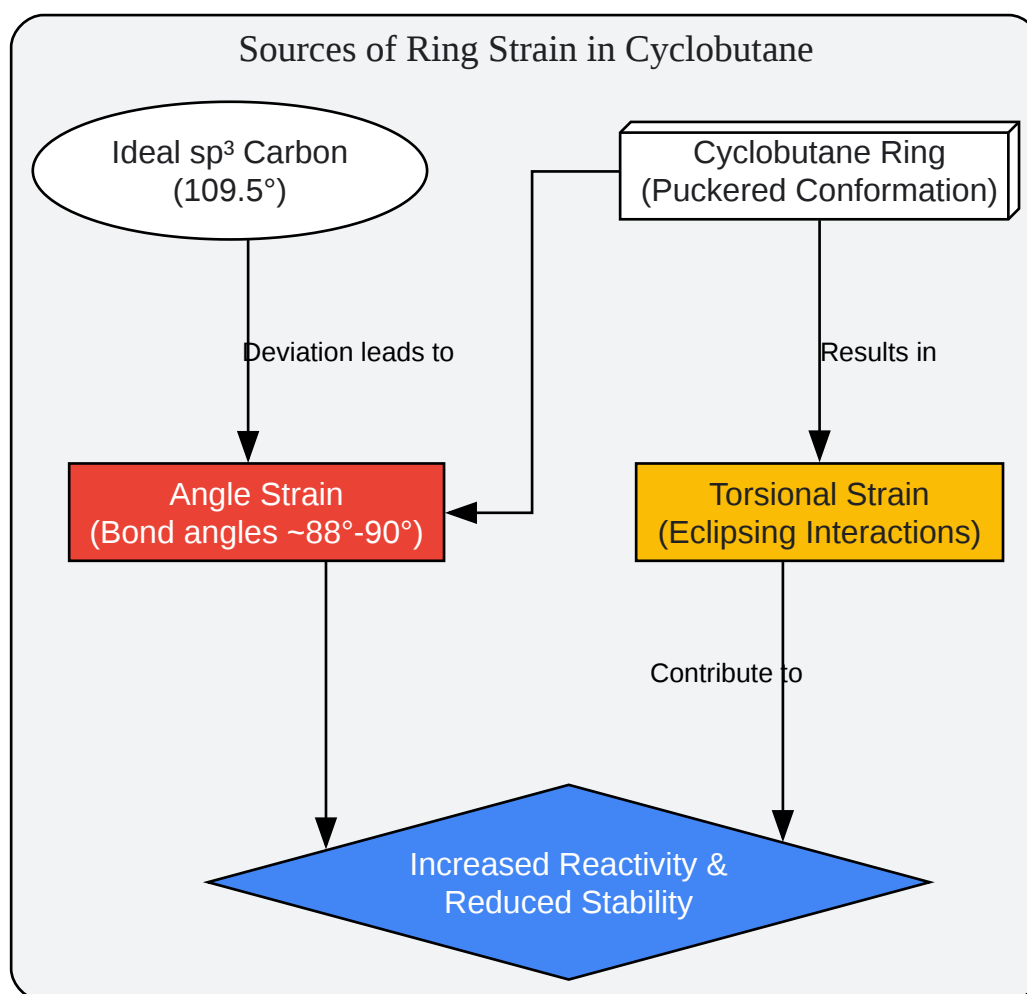 Sources of Ring Strain in Cyclobutane
Ideal sp³ Carbon
(109.5°)
Cyclobutane Ring
(Puckered Conformation)
Deviation leads to
Results in
Angle Strain
(Bond angles ~88°-90°)
Torsional Strain
(Eclipsing Interactions)
Contribute to
Increased Reactivity &
Reduced Stability